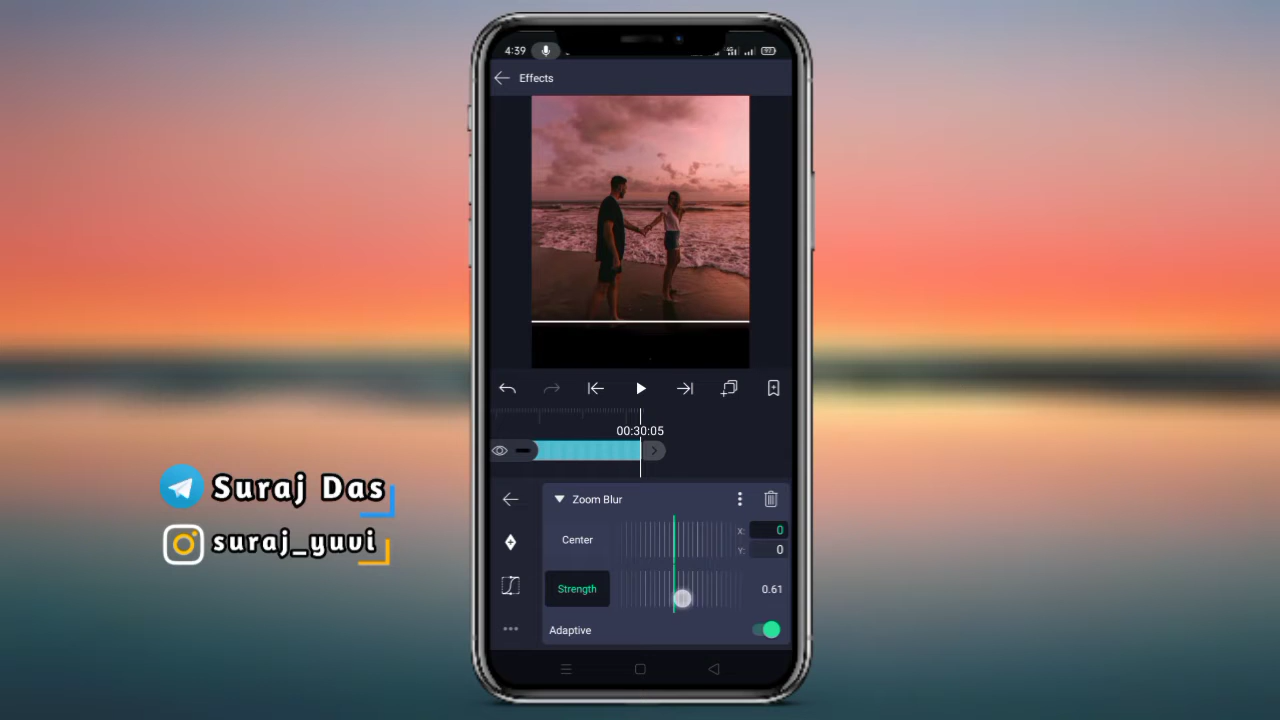 4:39
Effects
00:30:05
Zoom Blur
Center
X: 0
Y: 0
Strength
0.61
Adaptive
Suraj Das
suraj_yuvi